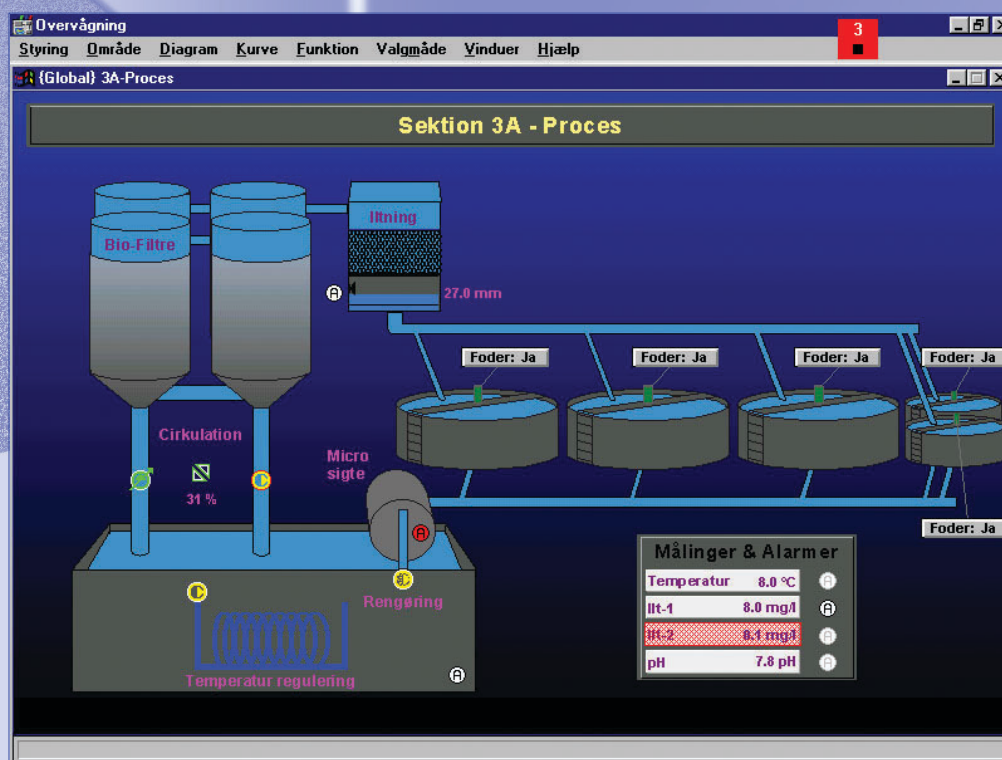 Overvågning
Styring Område Diagram Kurve Funktion Valgmåde Vinduer Hjælp
3
{Global} 3A-Proces
Sektion 3A - Proces
Iltning
Bio-Filtre
A
27.0 mm
Foder: Ja
Foder: Ja
Foder: Ja
Foder: Ja
Cirkulation
Micro
sigte
31 %
A
Foder: Ja
Målinger & Alarmer
Temperatur 8.0 °C A
Ilt-1 8.0 mg/l A
Ilt-2 8.1 mg/l A
pH 7.8 pH A
Rengøring
Temperatur regulering
A